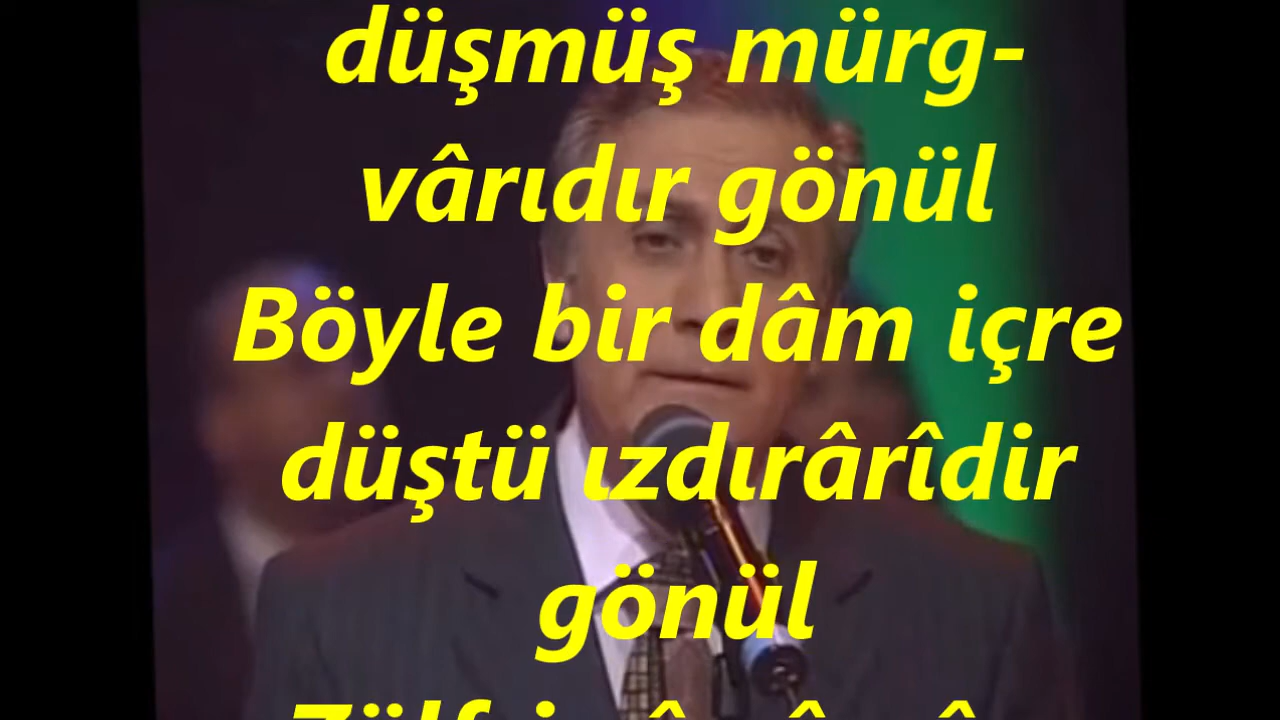 düşmüş mürg-
vârıdır gönül
Böyle bir dâm içre
düştü ızdırârîdir
gönül